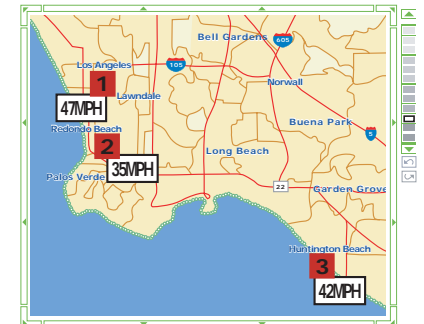 Bell Gardens
605
Los Angeles
105
1
Norwall
Lawndale
47MPH
Redondo Beach
Buena Park
5
2
Long Beach
35MPH
Palos Verde
22
Garden Grove
Huntington Beach
3
42MPH